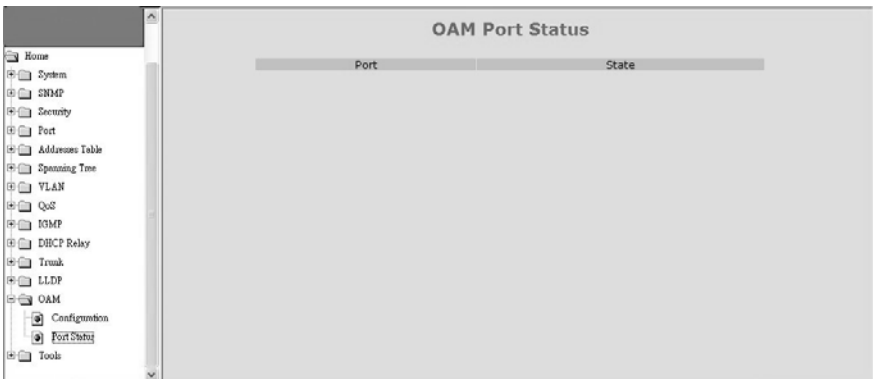 OAM Port Status
Port State
Home
System
SNMP
Security
Port
Addresses Table
Spanning Tree
VLAN
QoS
IGMP
DHCP Relay
Trunk
LLDP
OAM
Configuration
Port Status
Tools